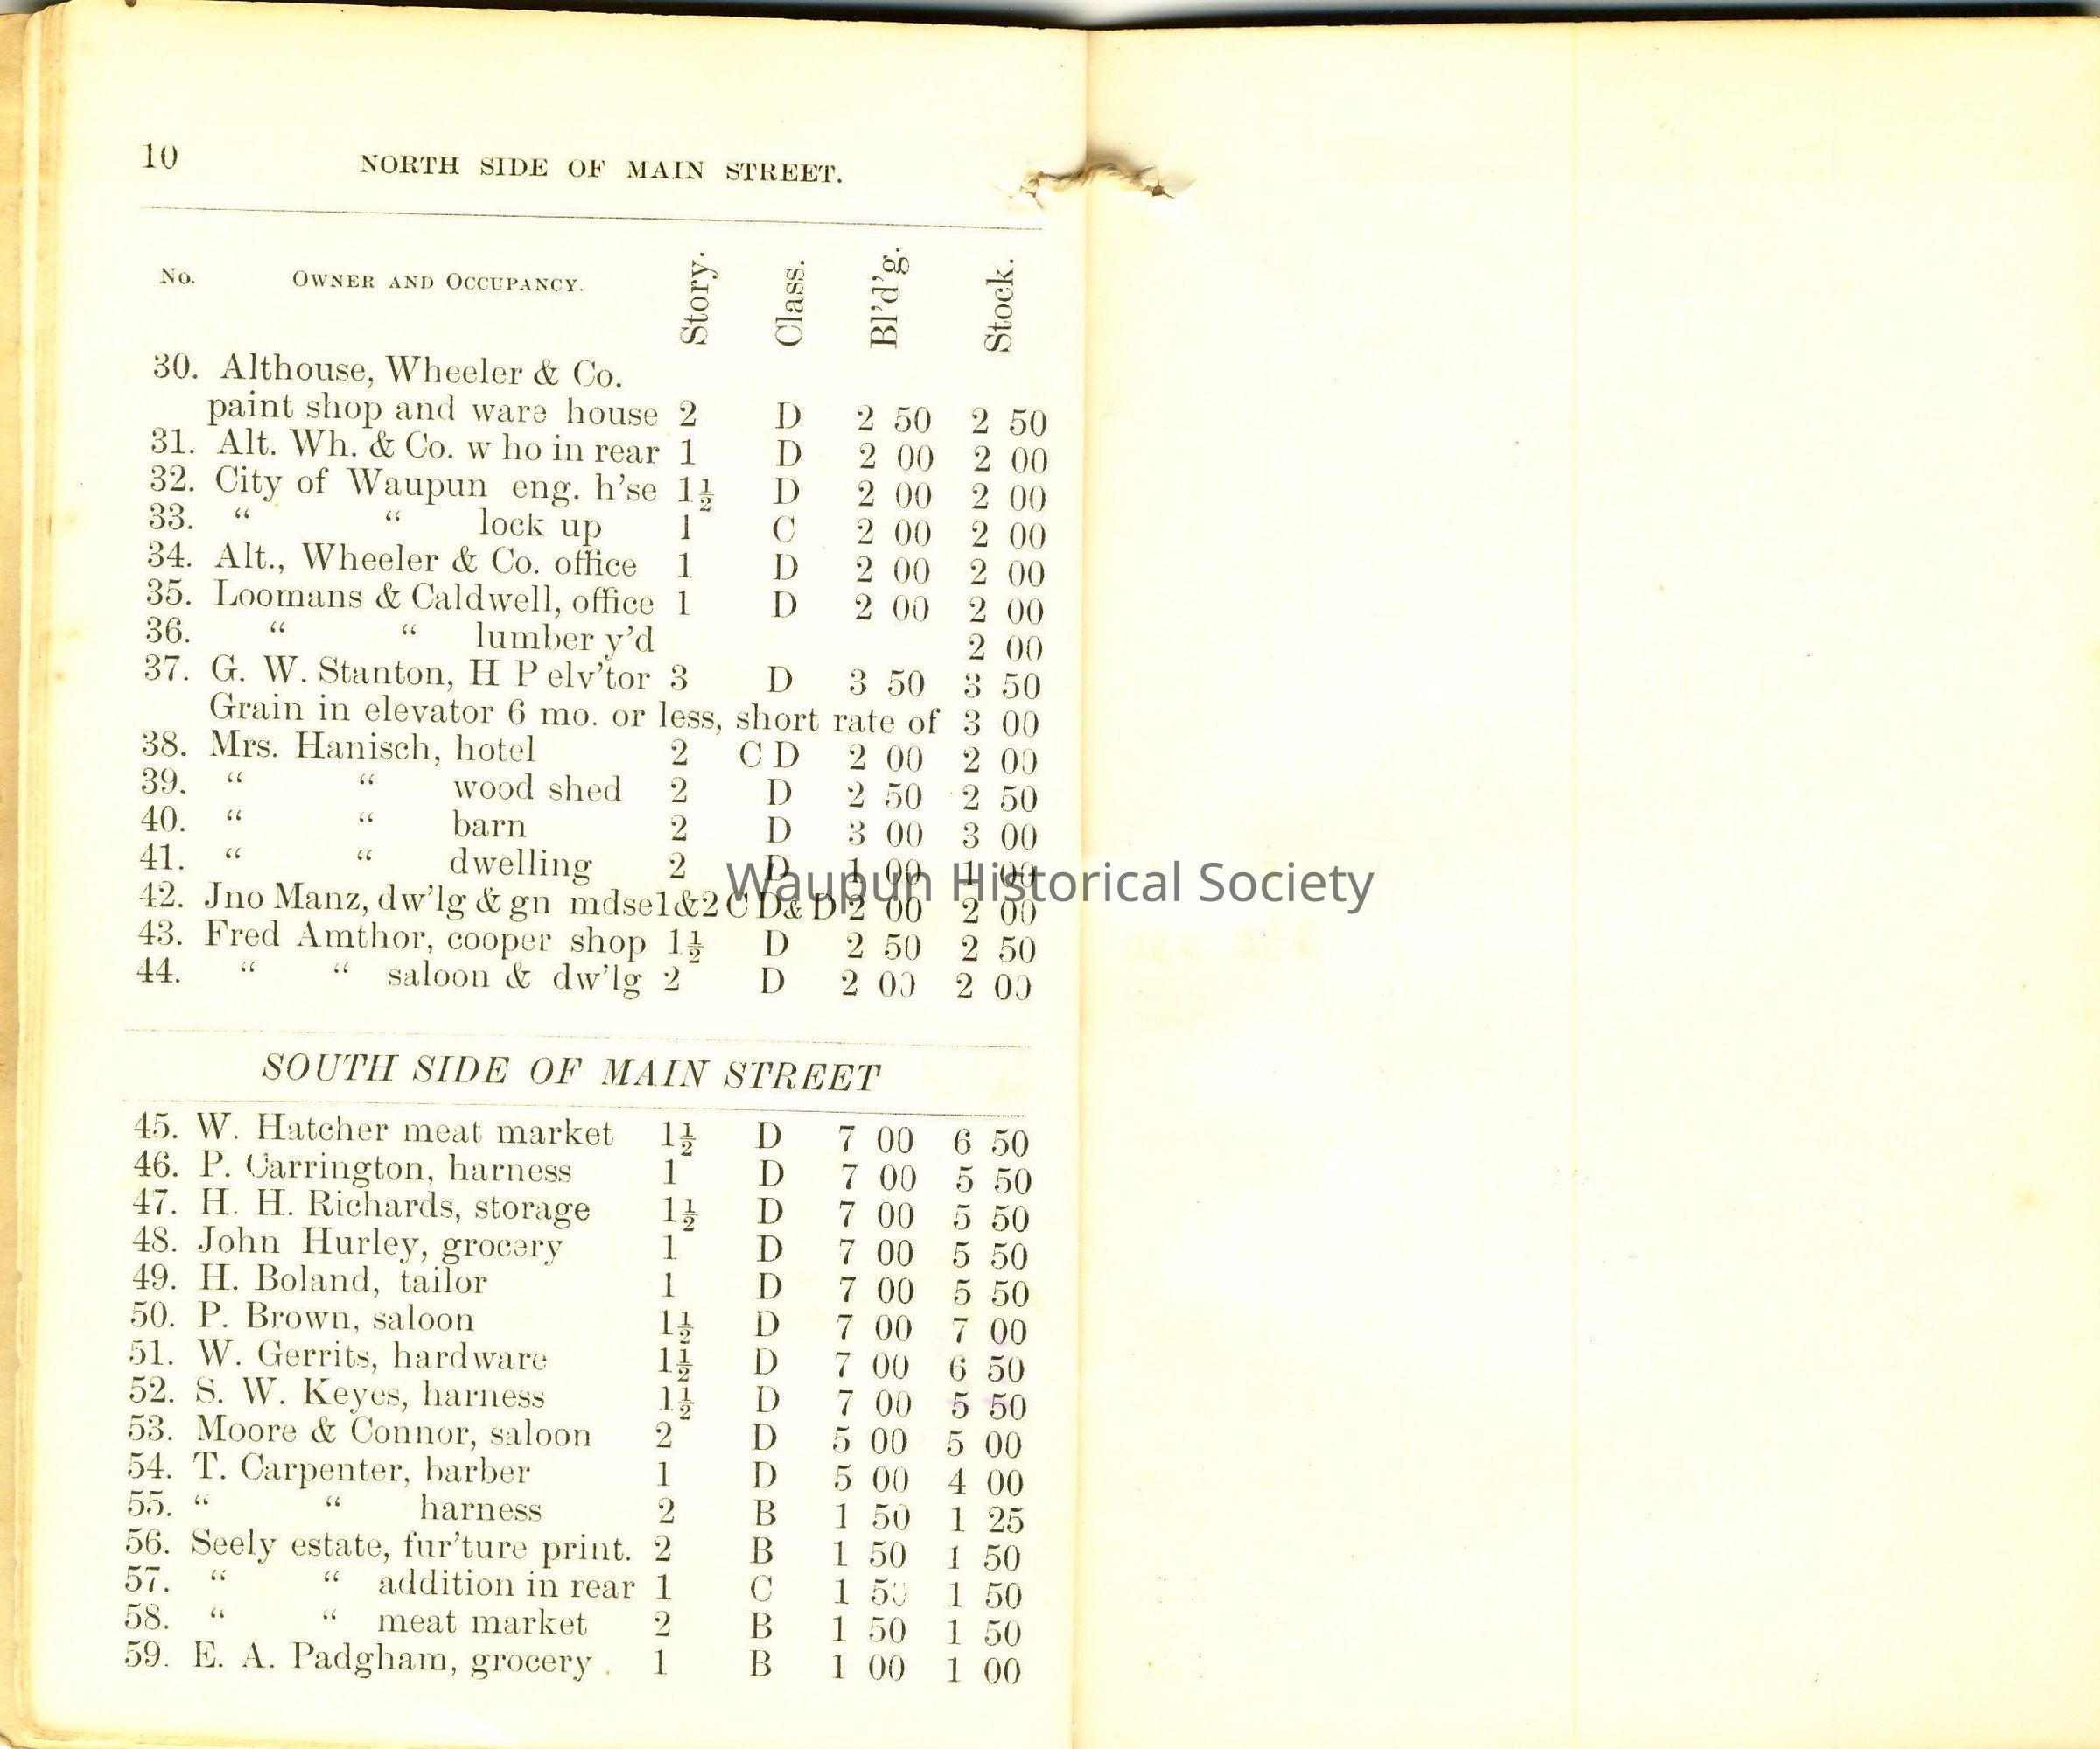 10
NORTH SIDE OF MAIN STREET.
No. OWNER AND OCCUPANCY. Story. Class. Bl'd'g. Stock.
30. Althouse, Wheeler & Co.
paint shop and ware house 2 D 2 50 2 50
31. Alt. Wh. & Co. w ho in rear 1 D 2 00 2 00
32. City of Waupun eng. h'se 1½ D 2 00 2 00
33. “ “ lock up 1 C 2 00 2 00
34. Alt., Wheeler & Co. office 1 D 2 00 2 00
35. Loomans & Caldwell, office 1 D 2 00 2 00
36. “ “ lumber y'd 2 00
37. G. W. Stanton, H P elv'tor 3 D 3 50 3 50
Grain in elevator 6 mo. or less, short rate of 3 00
38. Mrs. Hanisch, hotel 2 C D 2 00 2 00
39. “ “ wood shed 2 D 2 50 2 50
40. “ “ barn 2 D 3 00 3 00
41. “ “ dwelling 2 D 1 00 1 00
Waupun Historical Society
42. Jno Manz, dw'lg & gn mdse 1&2 C D & D 2 00 2 00
43. Fred Amthor, cooper shop 1½ D 2 50 2 50
44. “ “ saloon & dw'lg 2 D 2 00 2 00
SOUTH SIDE OF MAIN STREET
45. W. Hatcher meat market 1½ D 7 00 6 50
46. P. Carrington, harness 1 D 7 00 5 50
47. H. H. Richards, storage 1½ D 7 00 5 50
48. John Hurley, grocery 1 D 7 00 5 50
49. H. Boland, tailor 1 D 7 00 5 50
50. P. Brown, saloon 1½ D 7 00 7 00
51. W. Gerrits, hardware 1½ D 7 00 6 50
52. S. W. Keyes, harness 1½ D 7 00 5 50
53. Moore & Connor, saloon 2 D 5 00 5 00
54. T. Carpenter, barber 1 D 5 00 4 00
55. “ “ harness 2 B 1 50 1 25
56. Seely estate, fur'ture print. 2 B 1 50 1 50
57. “ “ addition in rear 1 C 1 50 1 50
58. “ “ meat market 2 B 1 50 1 50
59. E. A. Padgham, grocery. 1 B 1 00 1 00